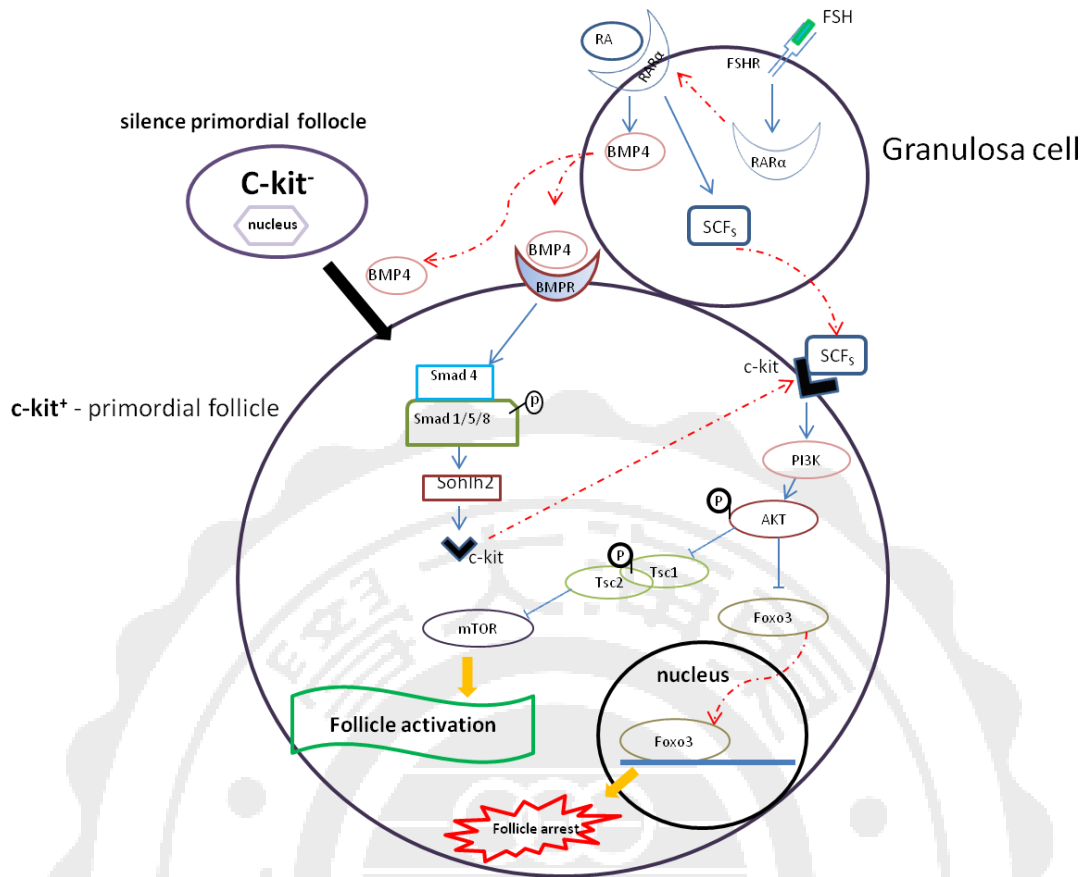 FSH
RA
RARα
FSHR
silence primordial follocle
BMP4
RARα
Granulosa cell
C-kit⁻
nucleus
SCFs
BMP4
BMP4
BMPR
SCFs
c-kit
Smad 4
c-kit⁺ - primordial follicle
Smad 1/5/8
P
PI3K
Sohlh2
P
AKT
c-kit
P
Tsc1
Tsc2
Foxo3
mTOR
nucleus
Follicle activation
Foxo3
Follicle arrest